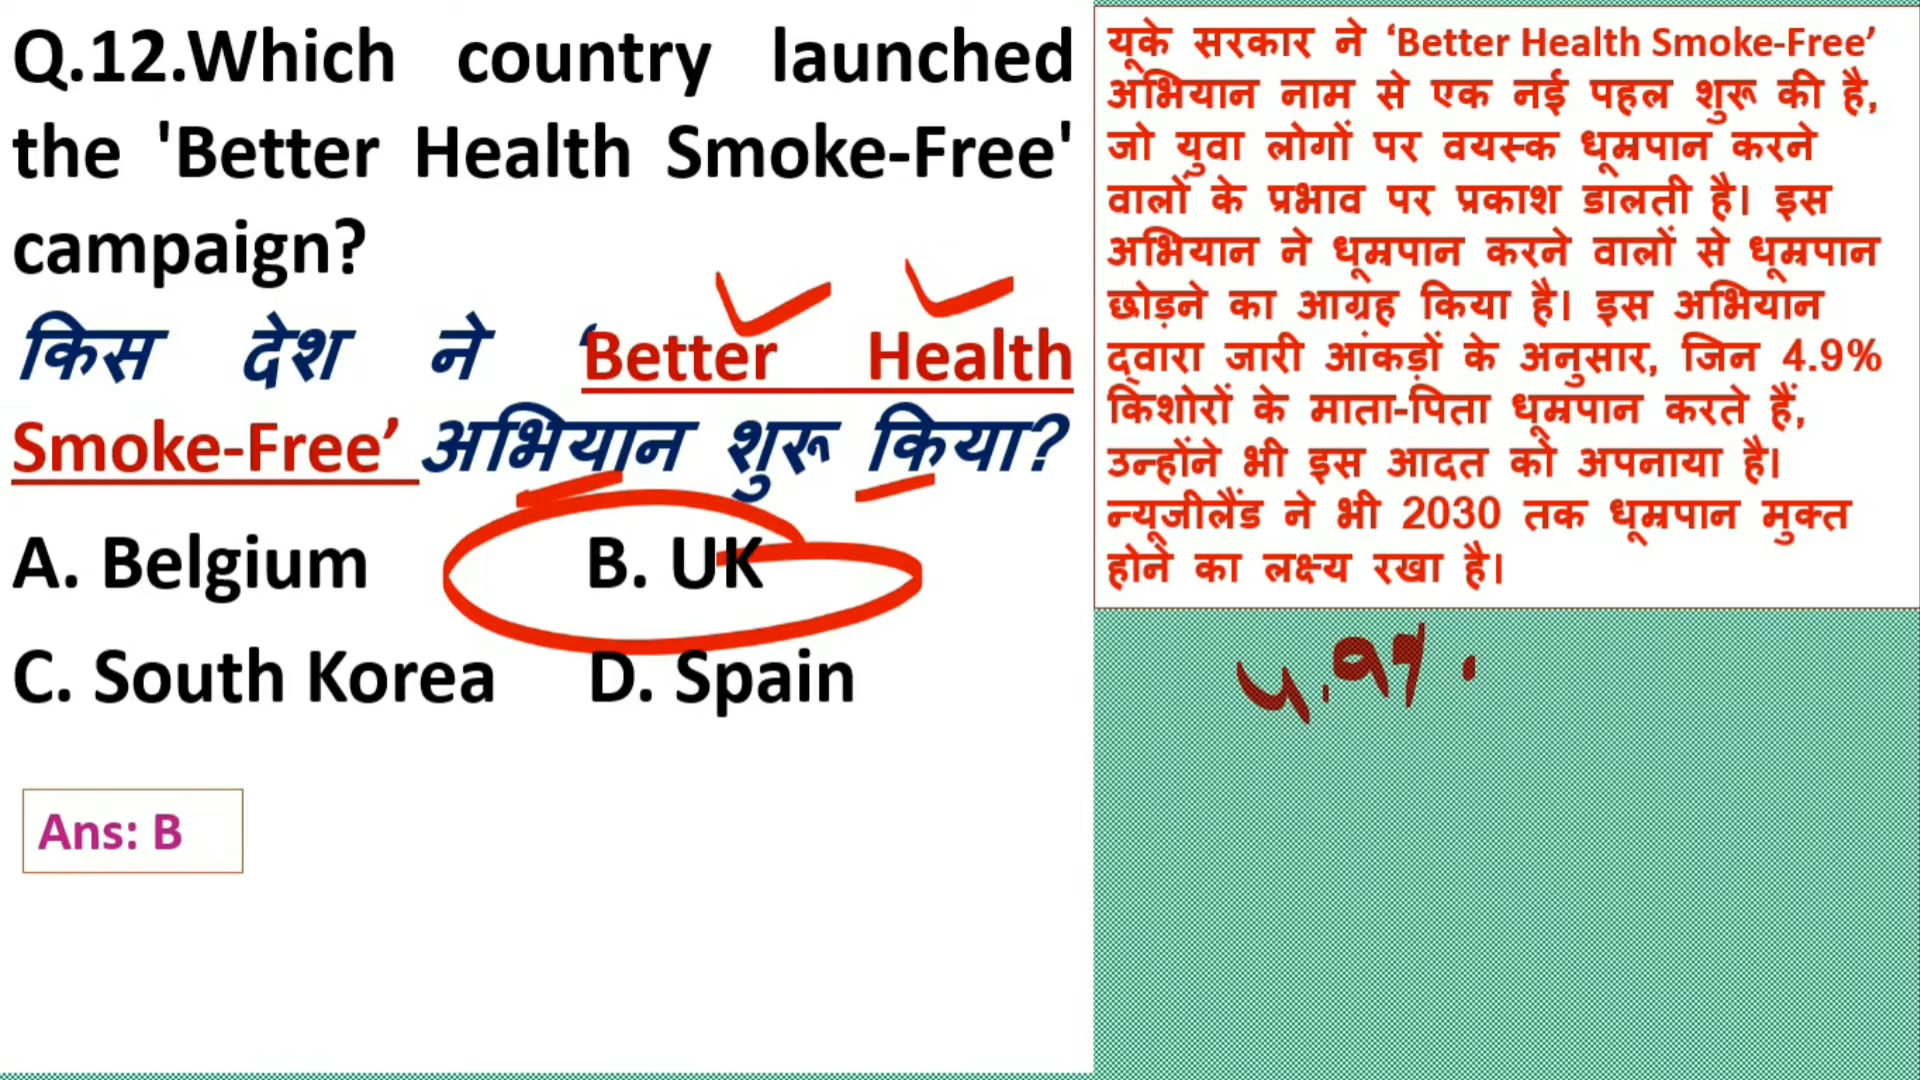 Q.12.Which country launched
the 'Better Health Smoke-Free'
campaign?
किस देश ने ‘Better Health
Smoke-Free’ अभियान शुरू किया?
A. Belgium B. UK
C. South Korea D. Spain
Ans: B
यूके सरकार ने ‘Better Health Smoke-Free’
अभियान नाम से एक नई पहल शुरू की है,
जो युवा लोगों पर वयस्क धूम्रपान करने
वालों के प्रभाव पर प्रकाश डालती है। इस
अभियान ने धूम्रपान करने वालों से धूम्रपान
छोड़ने का आग्रह किया है। इस अभियान
द्वारा जारी आंकड़ों के अनुसार, जिन 4.9%
किशोरों के माता-पिता धूम्रपान करते हैं,
उन्होंने भी इस आदत को अपनाया है।
न्यूजीलैंड ने भी 2030 तक धूम्रपान मुक्त
होने का लक्ष्य रखा है।
4.9%